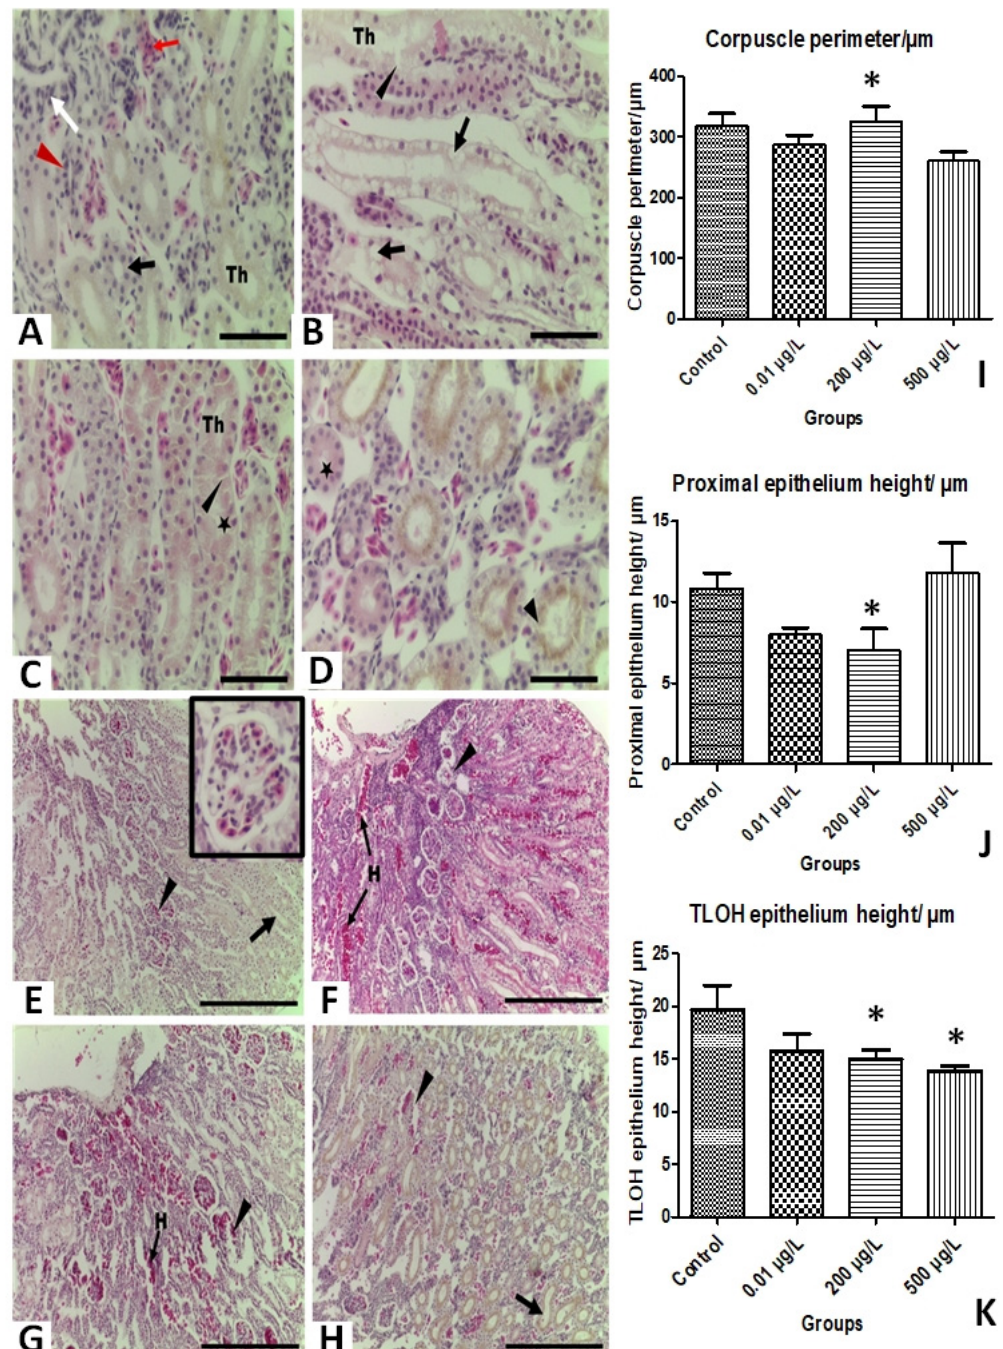 A
Th
B
Th
C
Th
D
E
F
H
G
H
H
Corpuscle perimeter/µm
Corpuscle perimeter/µm
400
300
200
100
0
*
Control
0.01 µg/L
200 µg/L
500 µg/L
Groups
I
Proximal epithelium height/ µm
Proximal epithelium height/ µm
15
10
5
0
*
Control
0.01 µg/L
200 µg/L
500 µg/L
Groups
J
TLOH epithelium height/ µm
TLOH epithelium height/ µm
25
20
15
10
5
0
*
*
Control
0.01 µg/L
200 µg/L
500 µg/L
Groups
K